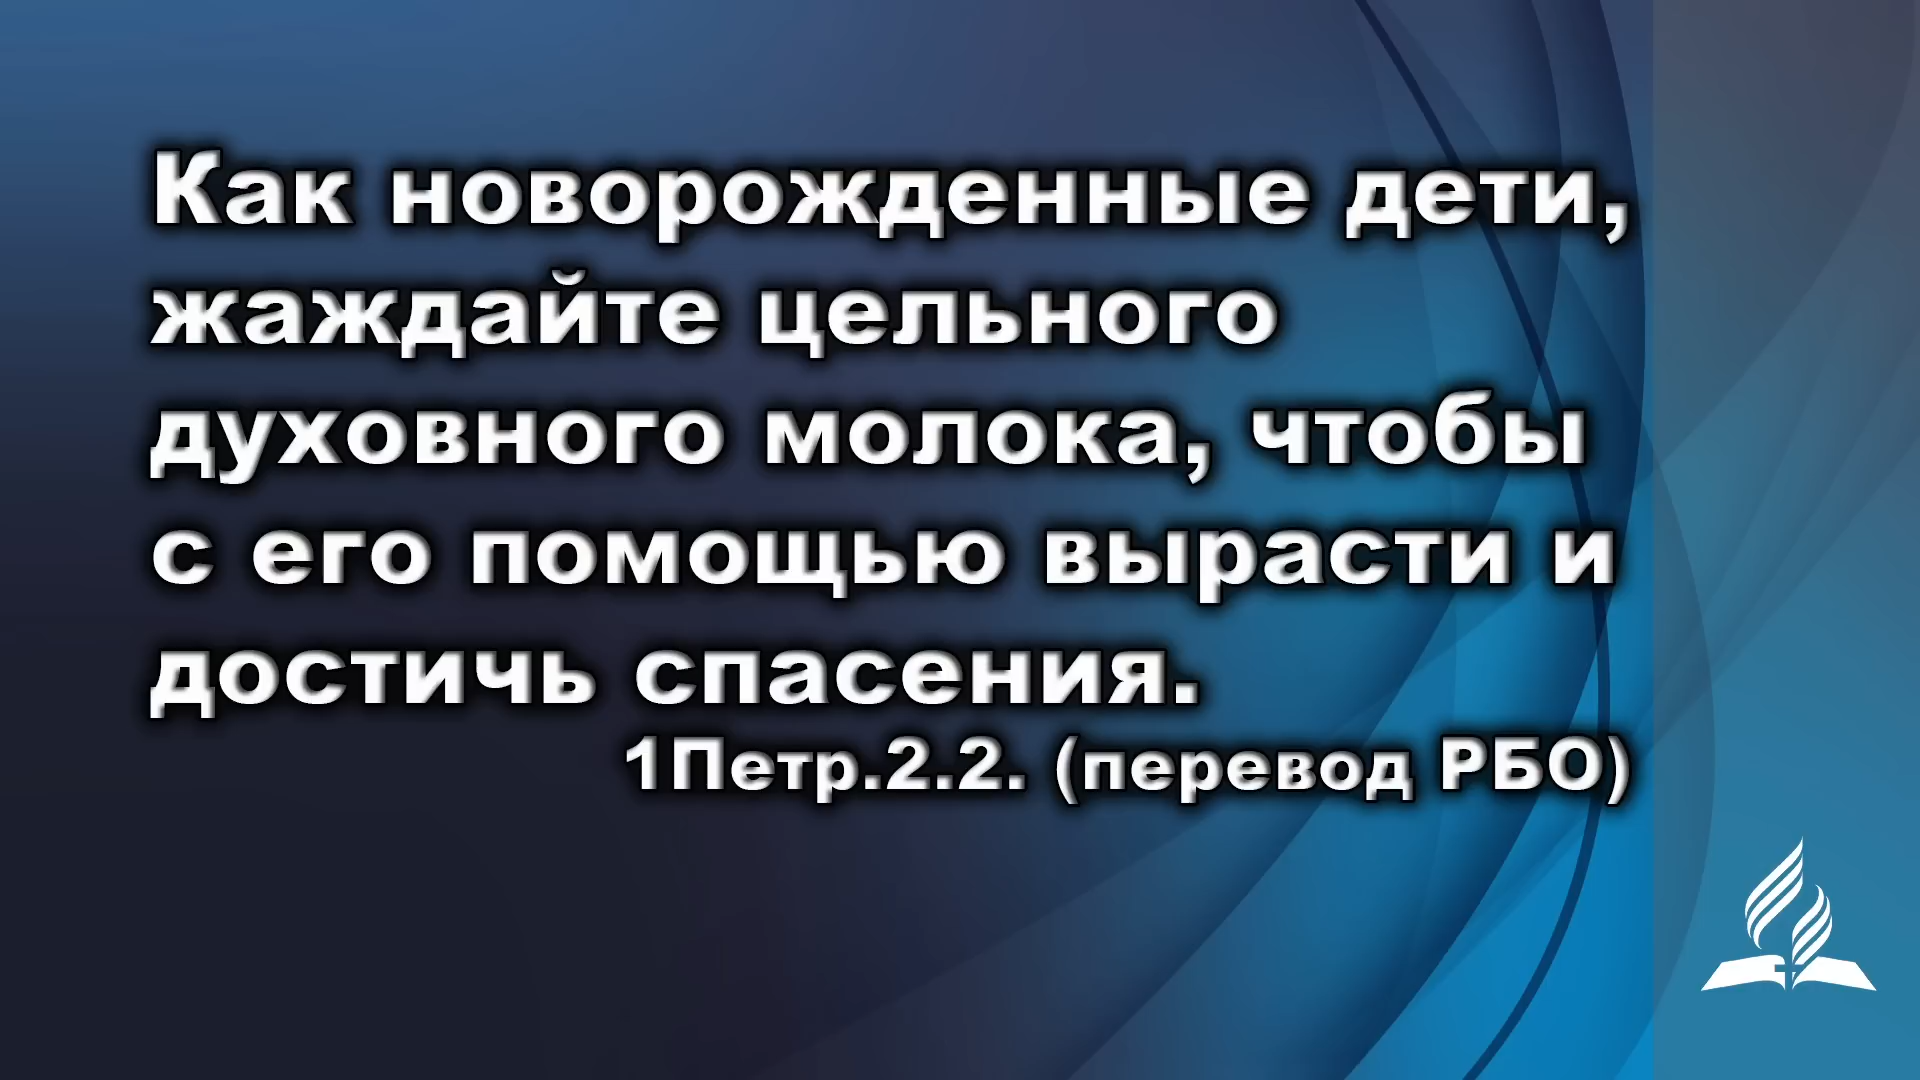 Как новорожденные дети,
жаждайте цельного
духовного молока, чтобы
с его помощью вырасти и
достичь спасения.
1Петр.2.2. (перевод РБО)